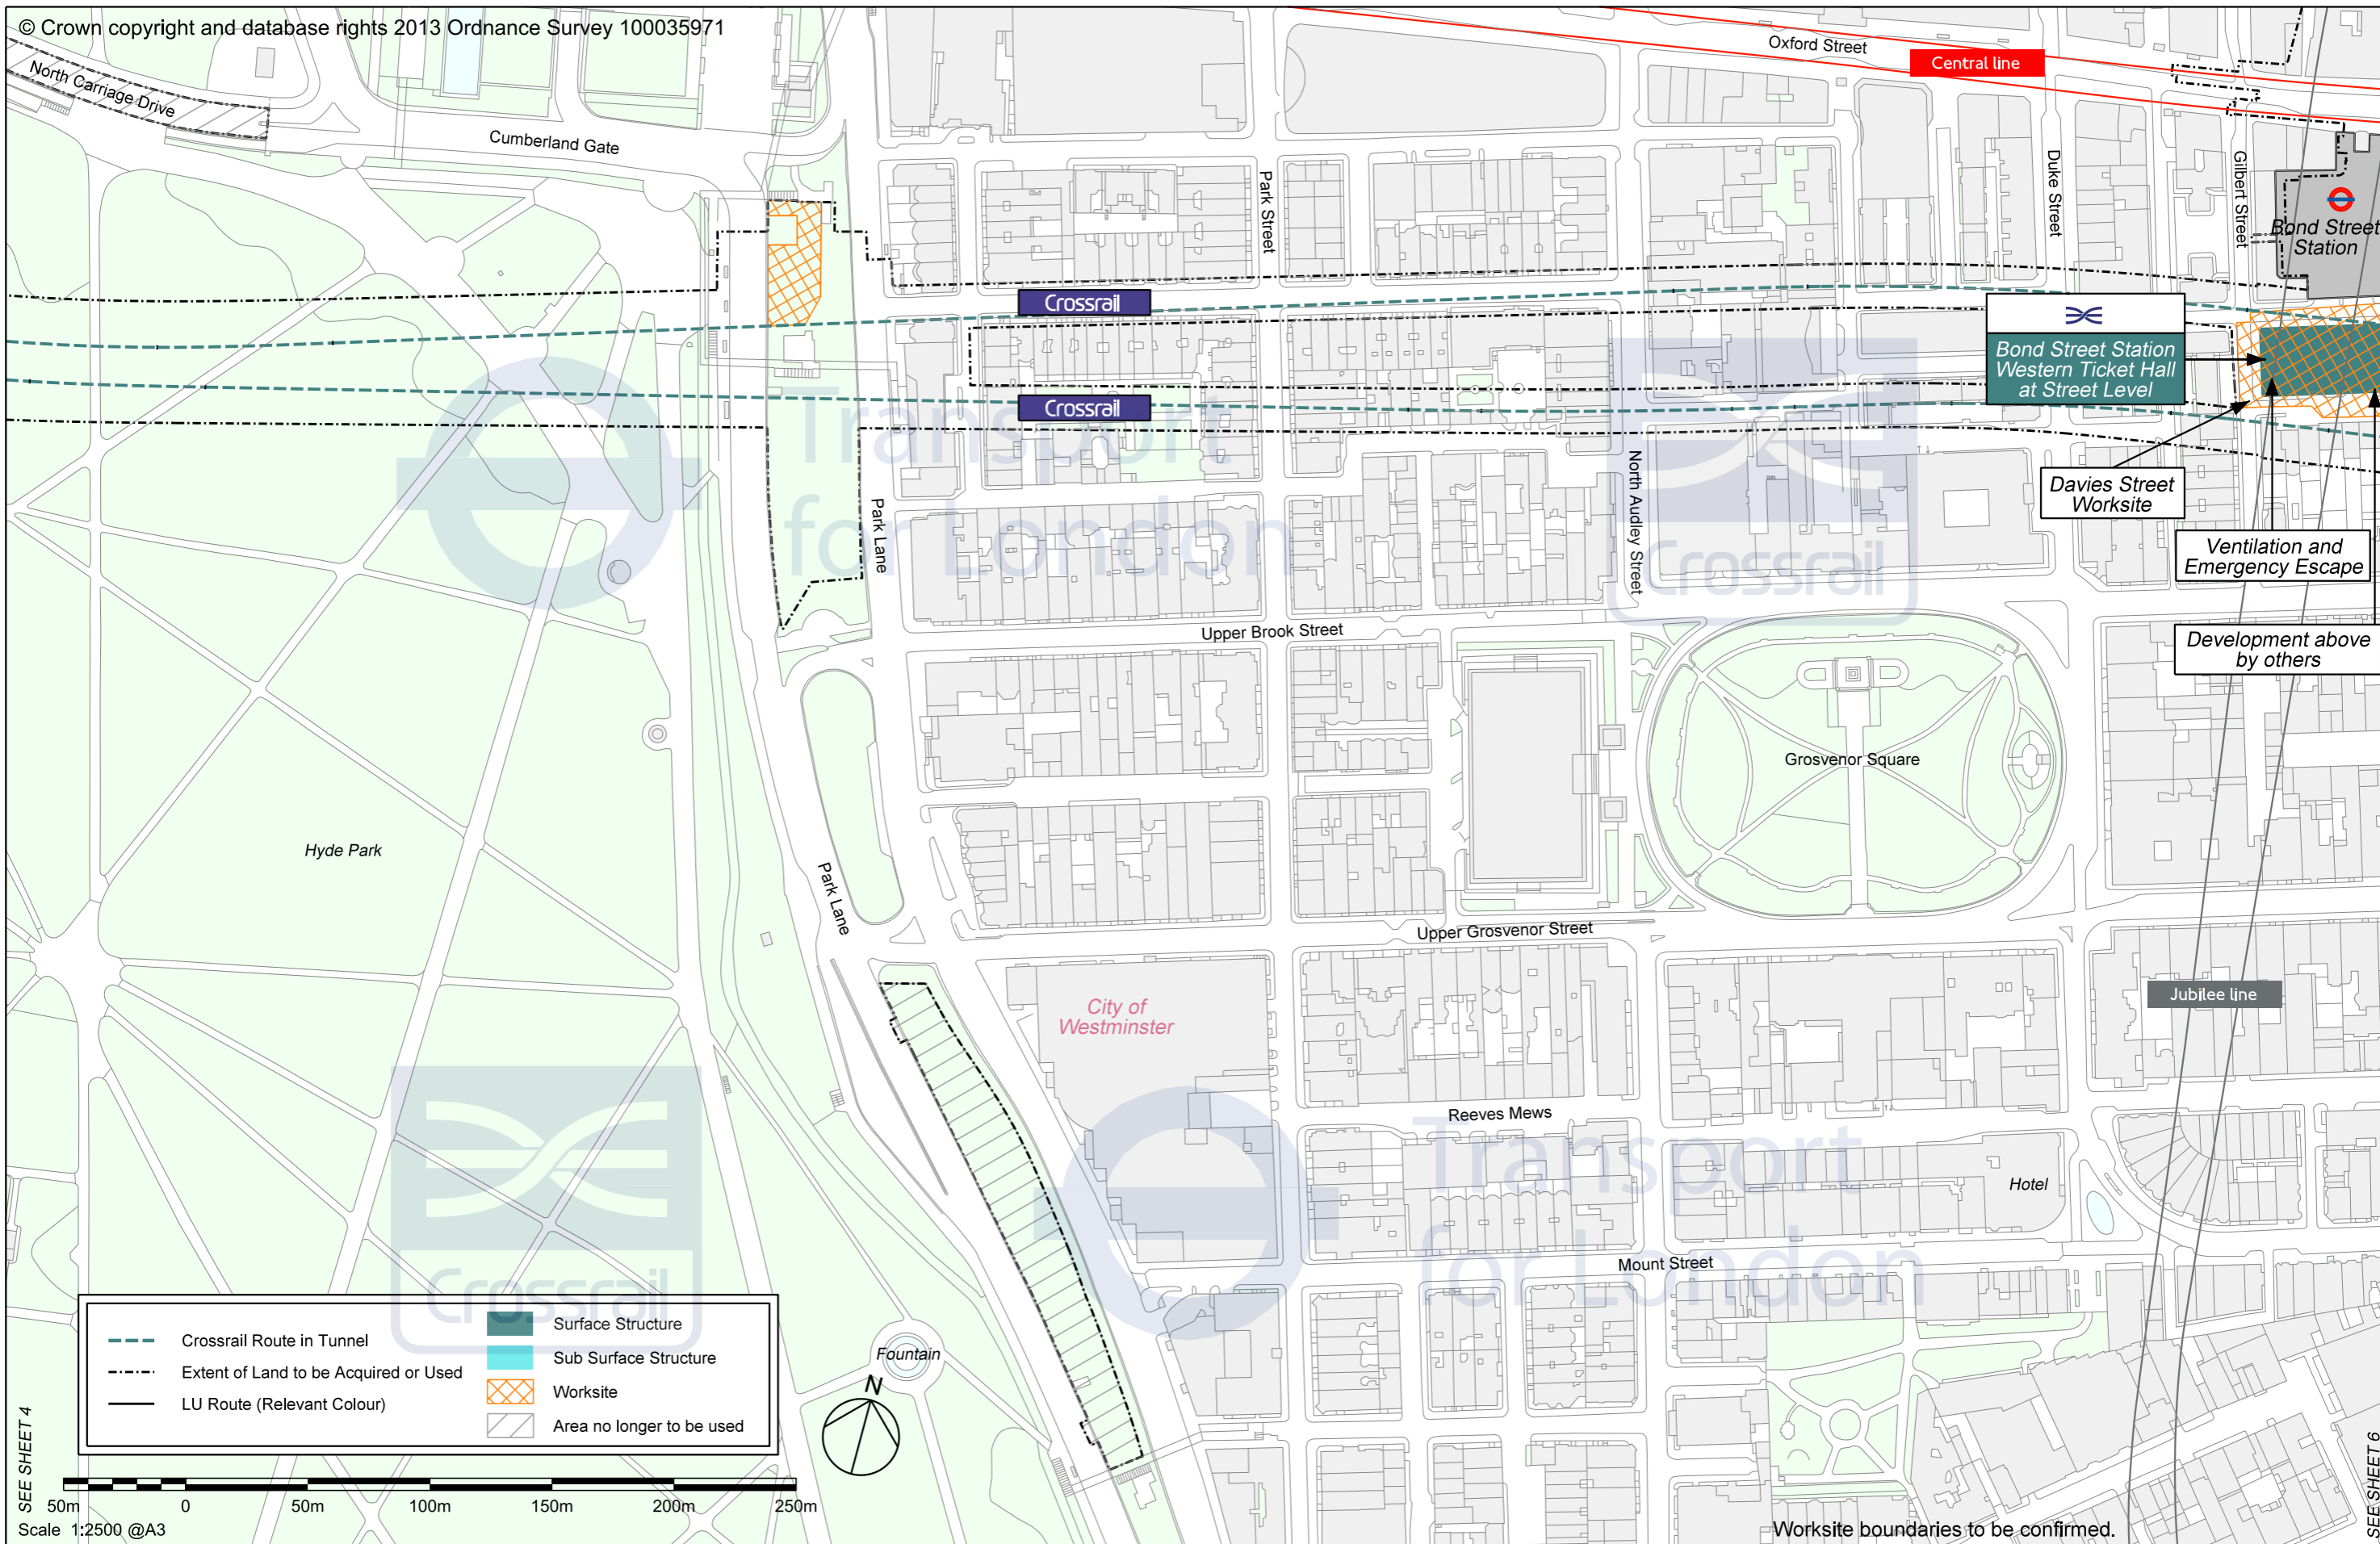 © Crown copyright and database rights 2013 Ordnance Survey 100035971
North Carriage Drive
Cumberland Gate
Oxford Street
Central line
Park Street
Duke Street
Gilbert Street
Bond Street
Station
Crossrail
Crossrail
Bond Street Station
Western Ticket Hall
at Street Level
Davies Street
Worksite
Ventilation and
Emergency Escape
Development above
by others
Transport
for London
Crossrail
Park Lane
North Audley Street
Upper Brook Street
Grosvenor Square
Hyde Park
Park Lane
Upper Grosvenor Street
City of
Westminster
Jubilee line
Reeves Mews
Transport
for London
Hotel
Mount Street
Crossrail
Fountain
N
Crossrail Route in Tunnel
Extent of Land to be Acquired or Used
LU Route (Relevant Colour)
Surface Structure
Sub Surface Structure
Worksite
Area no longer to be used
SEE SHEET 4
50m 0 50m 100m 150m 200m 250m
Scale 1:2500 @A3
Worksite boundaries to be confirmed.
SEE SHEET 6